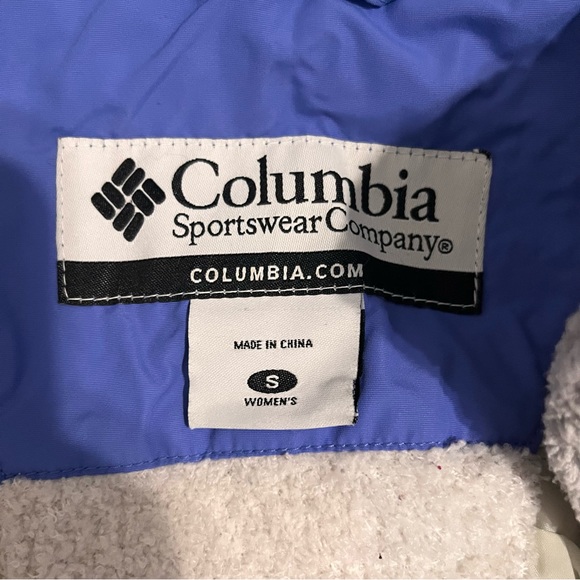 Columbia
Sportswear Company®
COLUMBIA.COM
MADE IN CHINA
S
WOMEN'S